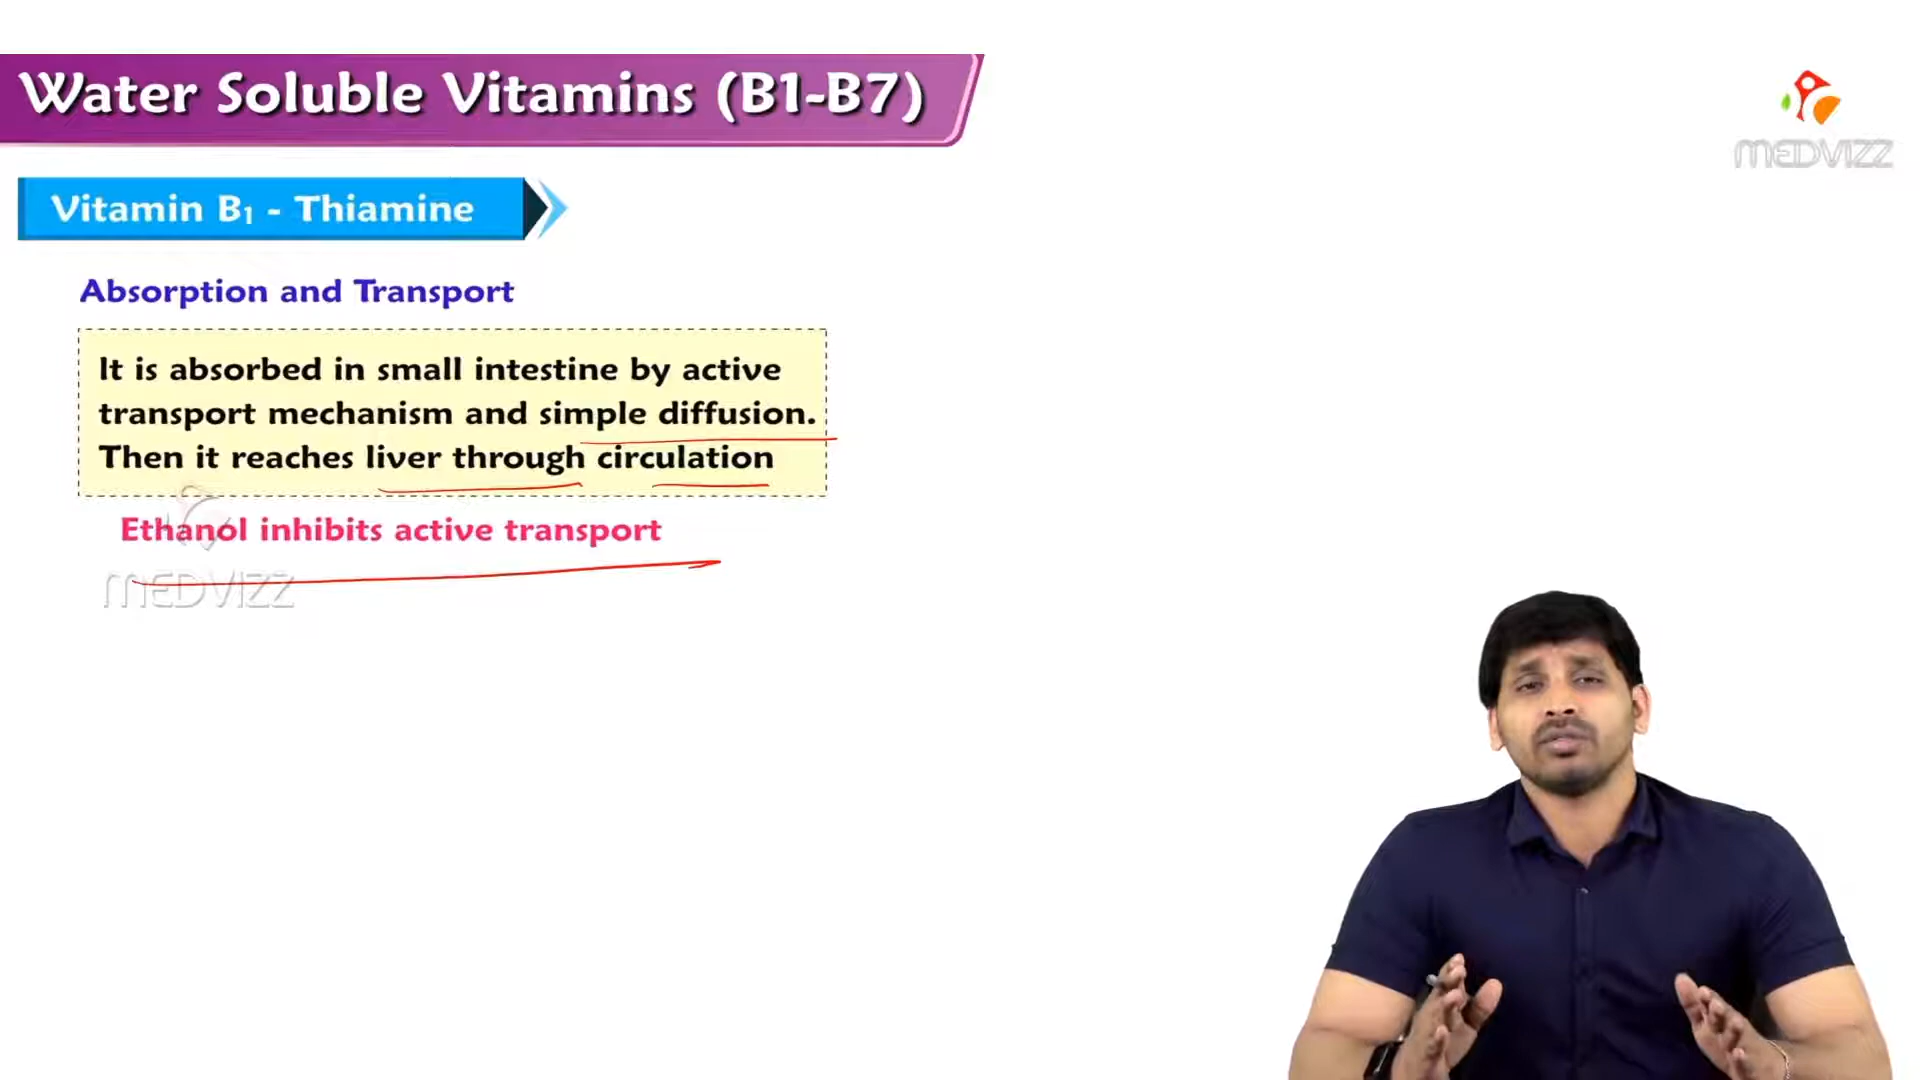 Water Soluble Vitamins (B1-B7)
MEDVIZZ
Vitamin B₁ - Thiamine
Absorption and Transport
It is absorbed in small intestine by active
transport mechanism and simple diffusion.
Then it reaches liver through circulation
Ethanol inhibits active transport
MEDVIZZ